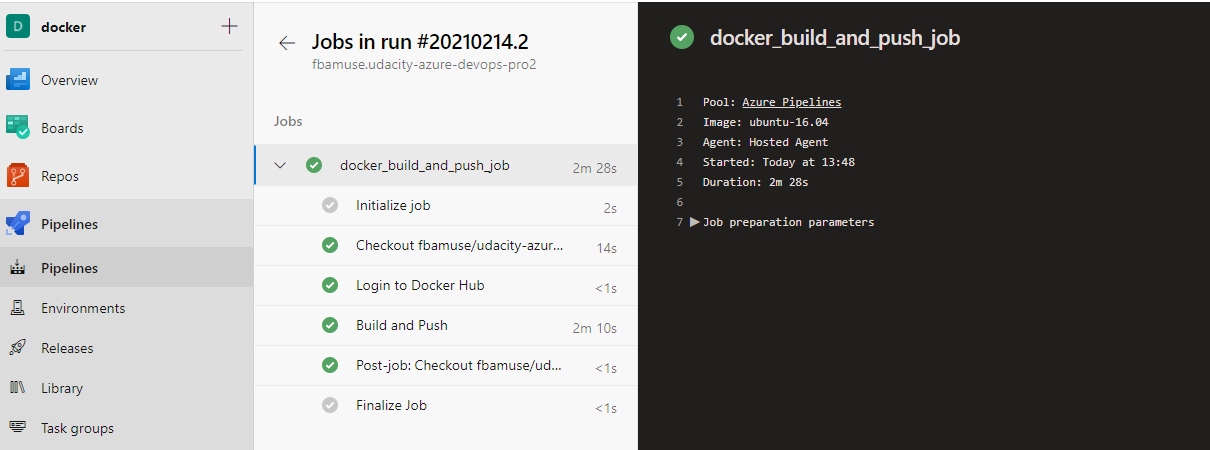 D docker +
Overview
Boards
Repos
Pipelines
Pipelines
Environments
Releases
Library
Task groups
Jobs in run #20210214.2
fbamuse.udacity-azure-devops-pro2
Jobs
docker_build_and_push_job 2m 28s
Initialize job 2s
Checkout fbamuse/udacity-azur... 14s
Login to Docker Hub <1s
Build and Push 2m 10s
Post-job: Checkout fbamuse/ud... <1s
Finalize Job <1s
docker_build_and_push_job
1 Pool: Azure Pipelines
2 Image: ubuntu-16.04
3 Agent: Hosted Agent
4 Started: Today at 13:48
5 Duration: 2m 28s
6
7 ▶ Job preparation parameters